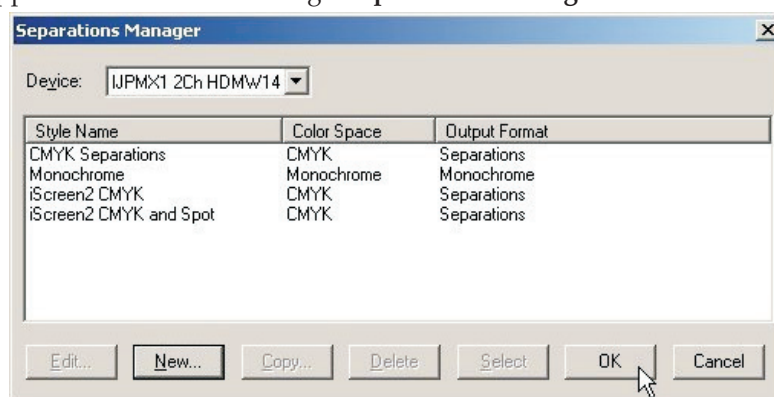 Separations Manager
Device: IJPMX1 2Ch HDMW14
Style Name Color Space Output Format
CMYK Separations CMYK Separations
Monochrome Monochrome Monochrome
iScreen2 CMYK CMYK Separations
iScreen2 CMYK and Spot CMYK Separations
Edit... New... Copy... Delete Select OK Cancel